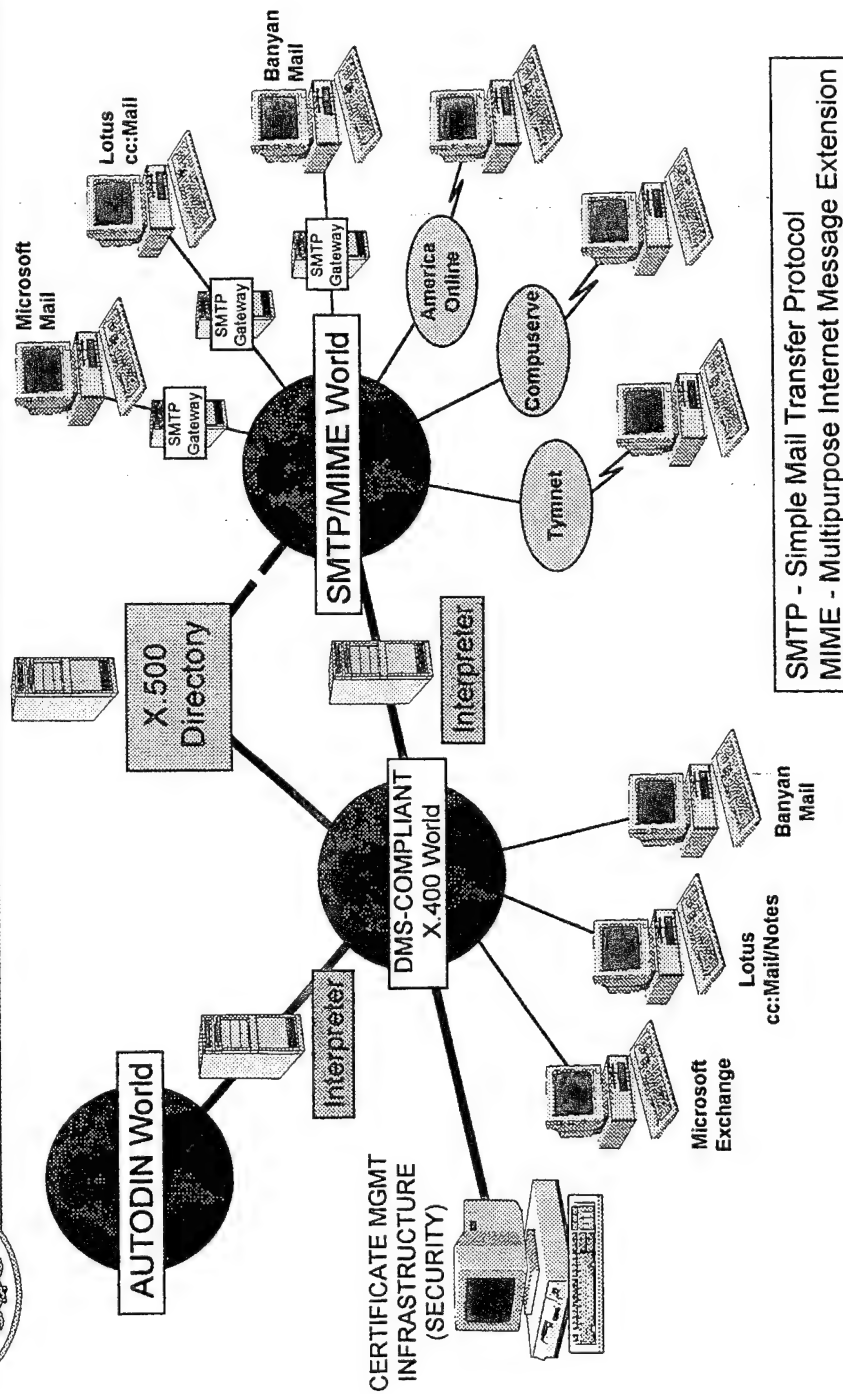 Microsoft
Mail
Lotus
cc:Mail
Banyan
Mail
SMTP
Gateway
SMTP
Gateway
SMTP
Gateway
X.500
Directory
SMTP/MIME World
America
Online
Compuserve
Tymnet
AUTODIN World
Interpreter
Interpreter
DMS-COMPLIANT
X.400 World
CERTIFICATE MGMT
INFRASTRUCTURE
(SECURITY)
Microsoft
Exchange
Lotus
cc:Mail/Notes
Banyan
Mail
SMTP - Simple Mail Transfer Protocol
MIME - Multipurpose Internet Message Extension